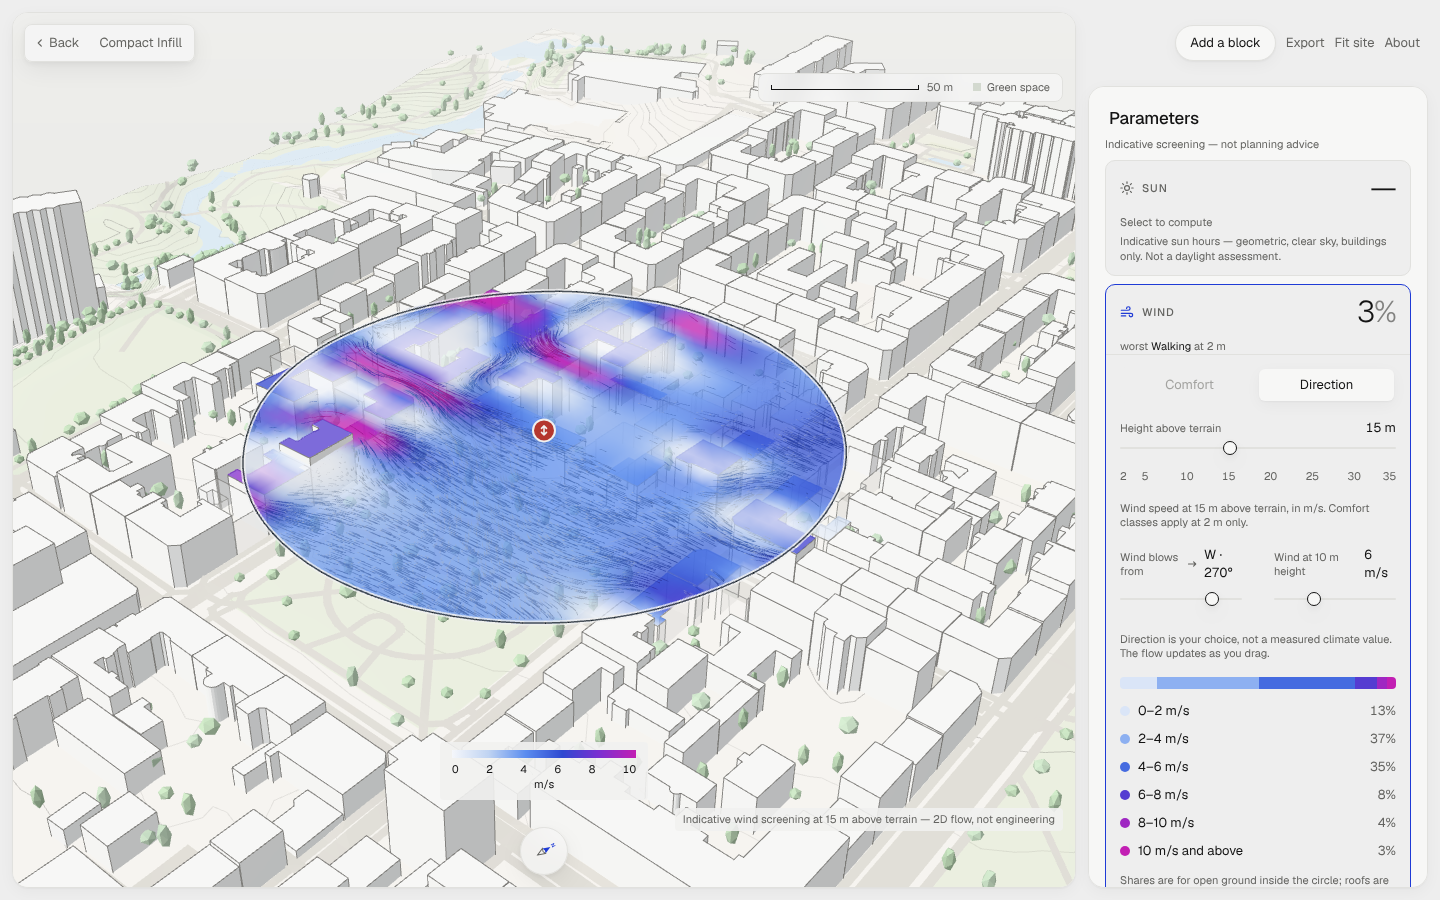 Back
Compact Infill
50 m
Green space
Add a block
Export
Fit site
About
Parameters
Indicative screening — not planning advice
SUN
—
Select to compute
Indicative sun hours — geometric, clear sky, buildings
only. Not a daylight assessment.
WIND
3%
worst Walking at 2 m
Comfort
Direction
Height above terrain
15 m
2 5 10 15 20 25 30 35
Wind speed at 15 m above terrain, in m/s. Comfort
classes apply at 2 m only.
Wind blows
from
→
W ·
270°
Wind at 10 m
height
6
m/s
Direction is your choice, not a measured climate value.
The flow updates as you drag.
0–2 m/s 13%
2–4 m/s 37%
4–6 m/s 35%
6–8 m/s 8%
8–10 m/s 4%
10 m/s and above 3%
Shares are for open ground inside the circle; roofs are
0 2 4 6 8 10
m/s
Indicative wind screening at 15 m above terrain — 2D flow, not engineering